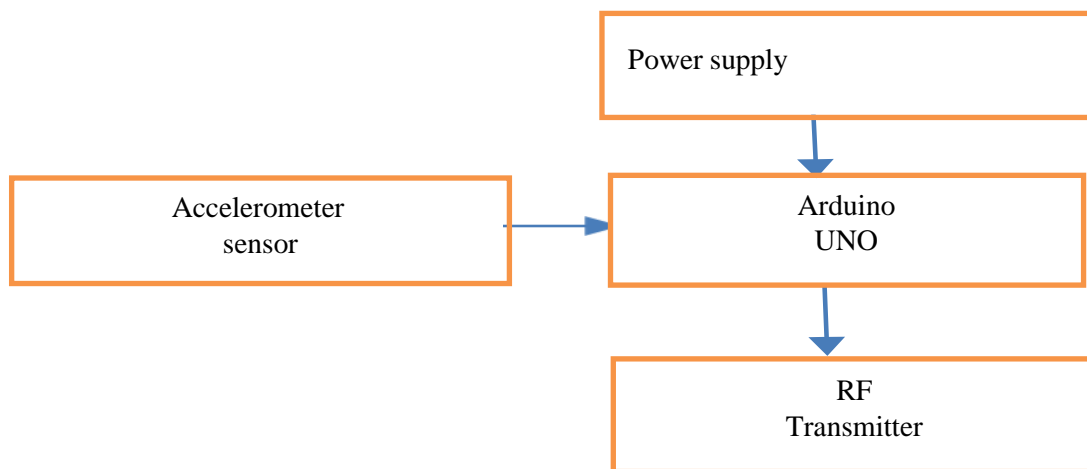 Power supply
Accelerometer
sensor
Arduino
UNO
RF
Transmitter